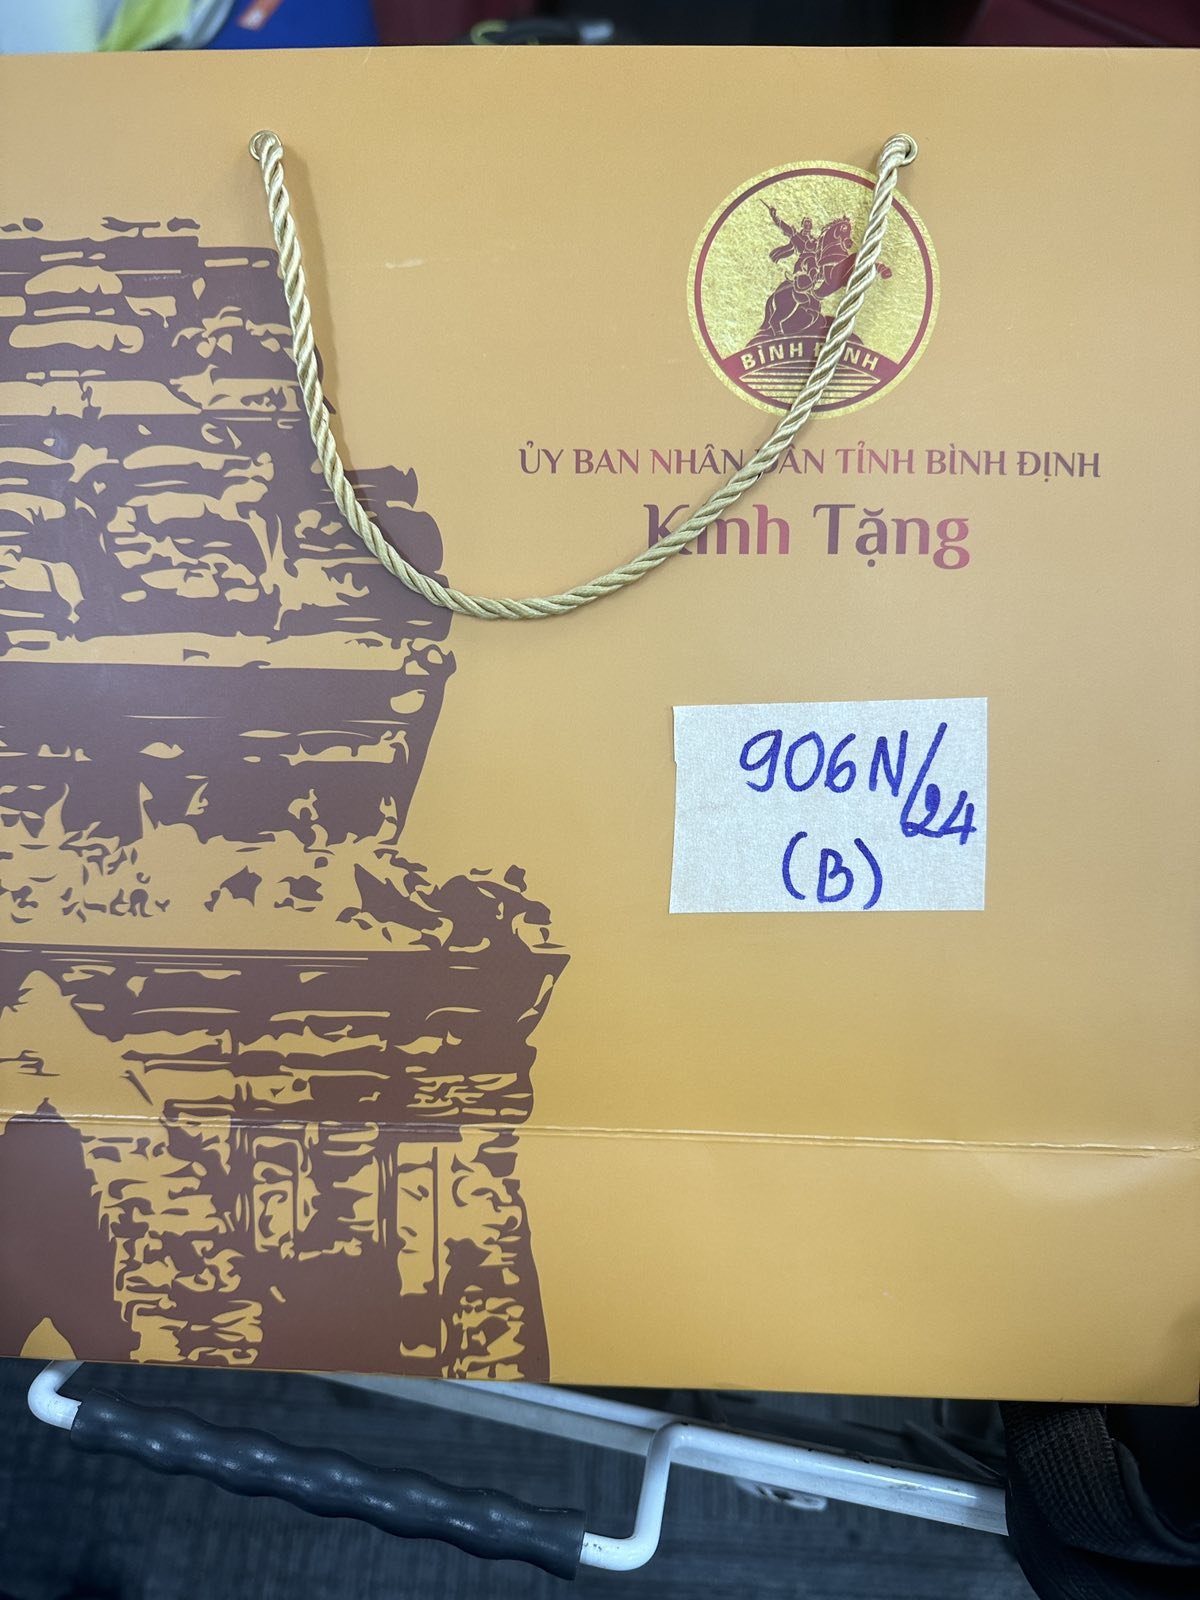 BÌNH ĐỊNH
ỦY BAN NHÂN DÂN TỈNH BÌNH ĐỊNH
Kính Tặng
906N/24
(B)